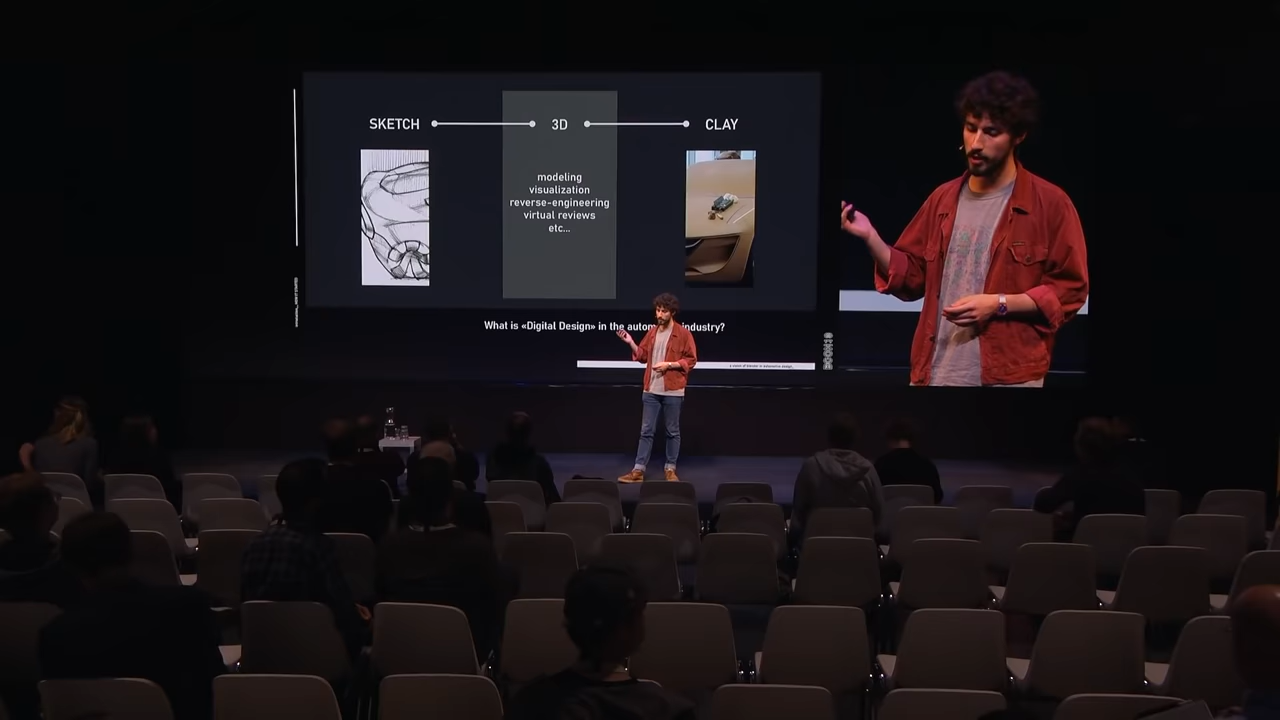 SKETCH
3D
CLAY
modeling
visualization
reverse-engineering
virtual reviews
etc...
What is «Digital Design» in the autom industry?